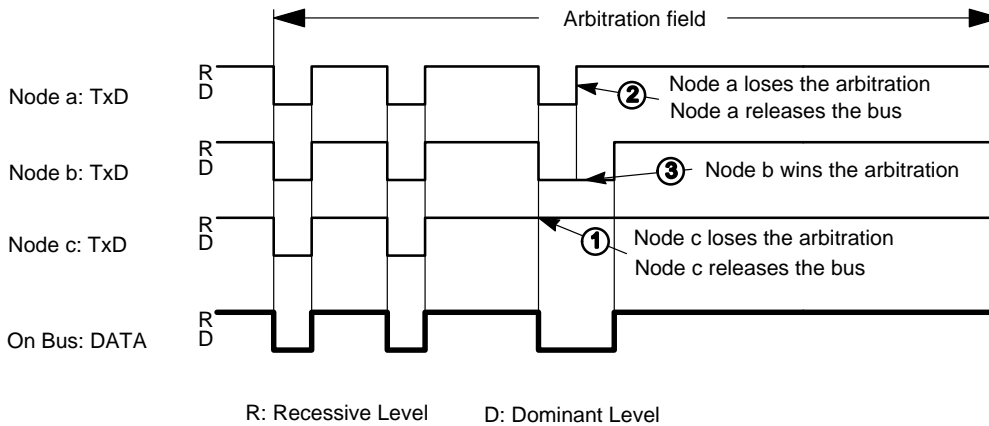 Arbitration field
Node a: TxD
R
D
2
Node a loses the arbitration
Node a releases the bus
Node b: TxD
R
D
3
Node b wins the arbitration
Node c: TxD
R
D
1
Node c loses the arbitration
Node c releases the bus
On Bus: DATA
R
D
R: Recessive Level D: Dominant Level